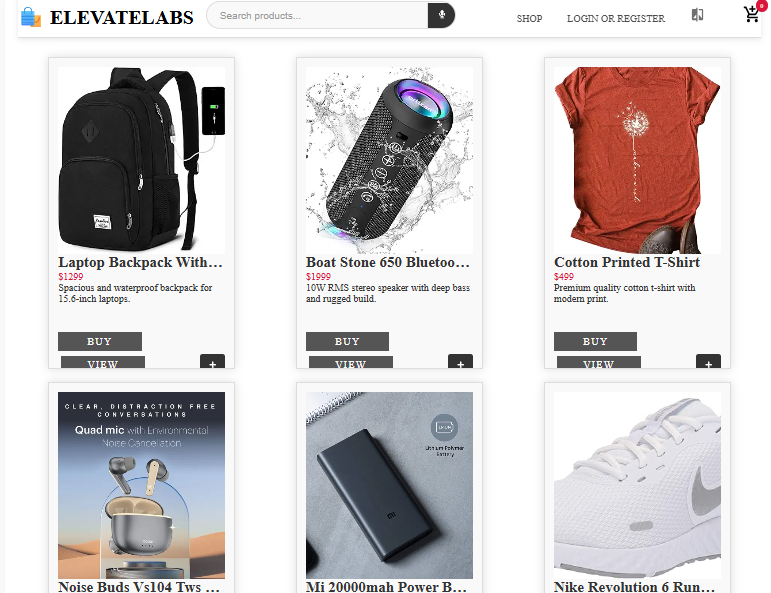 ELEVATELABS
Search products...
SHOP
LOGIN OR REGISTER
0
Laptop Backpack With...
$1299
Spacious and waterproof backpack for
15.6-inch laptops.
BUY
VIEW
+
Boat Stone 650 Bluetoo...
$1999
10W RMS stereo speaker with deep bass
and rugged build.
BUY
VIEW
+
Cotton Printed T-Shirt
$499
Premium quality cotton t-shirt with
modern print.
BUY
VIEW
+
CLEAR, DISTRACTION FREE
CONVERSATIONS
Quad mic with Environmental
Noise Cancellation
Noise Buds Vs104 Tws ...
Lithium Polymer
Battery
mi
Mi 20000mah Power B...
Nike Revolution 6 Run...